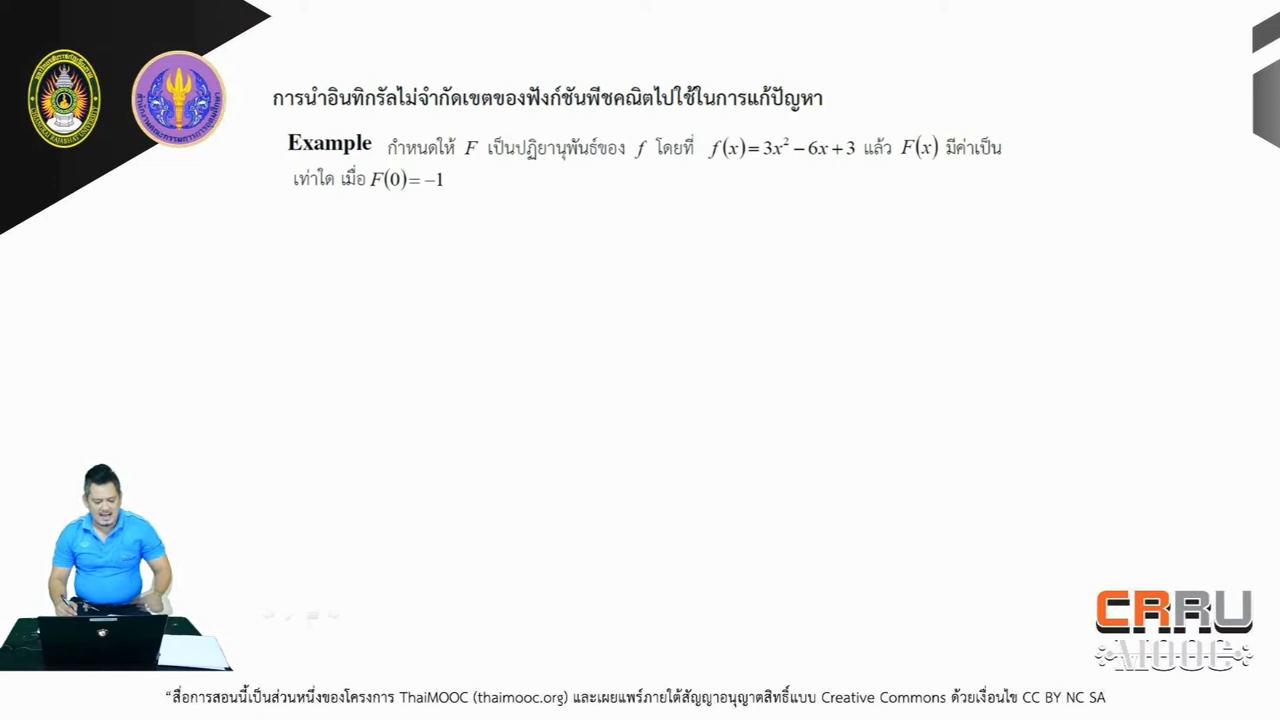 การนำอินทิกรัลไม่จำกัดเขตของฟังก์ชันพีชคณิตไปใช้ในการแก้ปัญหา
Example กำหนดให้ F เป็นปฏิยานุพันธ์ของ f โดยที่ f(x)=3x²−6x+3 แล้ว F(x) มีค่าเป็น
เท่าใด เมื่อ F(0)=−1
CRRU
MOOC
“สื่อการสอนนี้เป็นส่วนหนึ่งของโครงการ ThaiMOOC (thaimooc.org) และเผยแพร่ภายใต้สัญญาอนุญาตสิทธิ์แบบ Creative Commons ด้วยเงื่อนไข CC BY NC SA